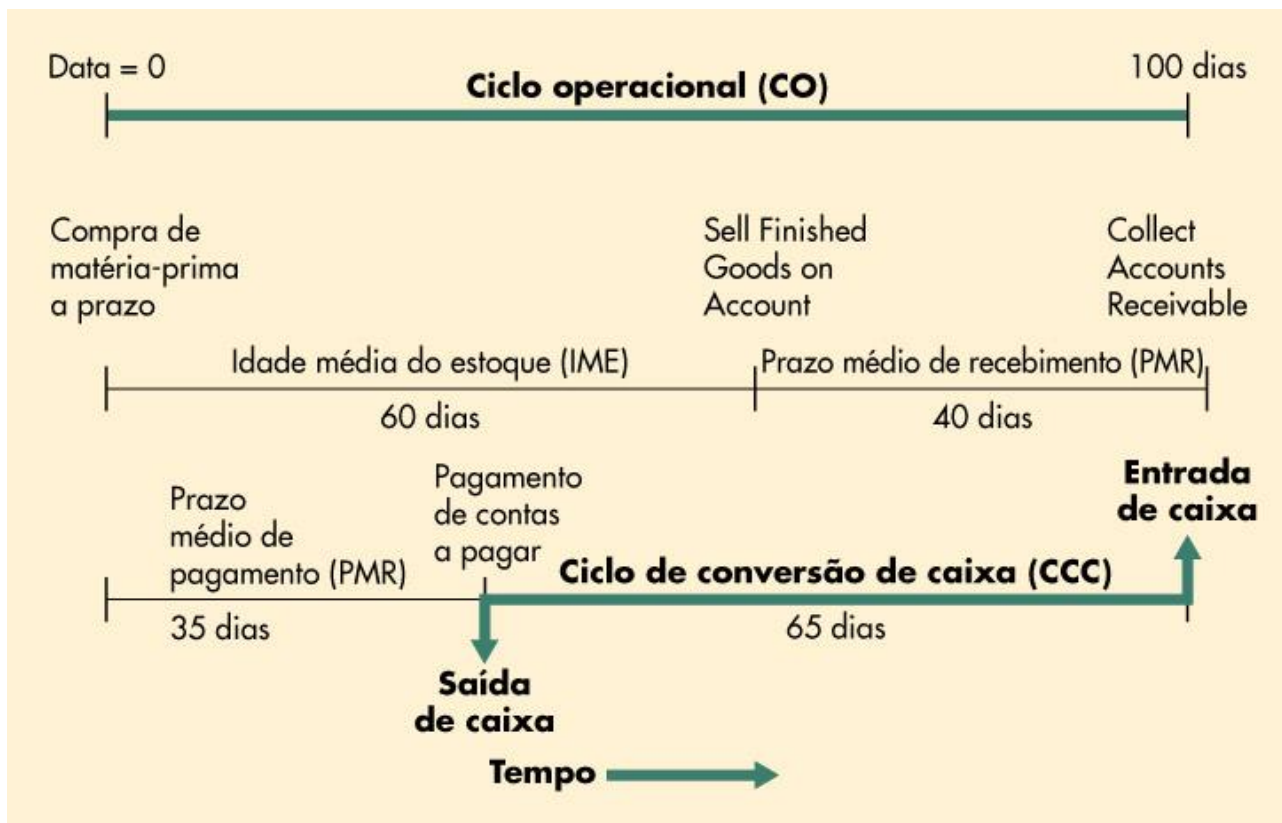 Data = 0
100 dias
Ciclo operacional (CO)
Compra de
matéria-prima
a prazo
Sell Finished
Goods on
Account
Collect
Accounts
Receivable
Idade média do estoque (IME)
Prazo médio de recebimento (PMR)
60 dias
40 dias
Prazo
médio de
pagamento (PMR)
Pagamento
de contas
a pagar
Entrada
de caixa
Ciclo de conversão de caixa (CCC)
35 dias
65 dias
Saída
de caixa
Tempo